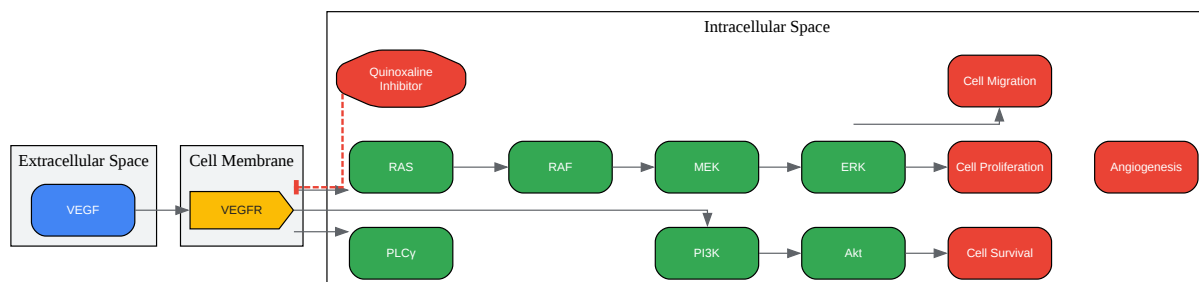 Intracellular Space
Quinoxaline
Inhibitor
Cell Migration
Extracellular Space
Cell Membrane
RAS
RAF
MEK
ERK
Cell Proliferation
Angiogenesis
VEGF
VEGFR
PLCγ
PI3K
Akt
Cell Survival